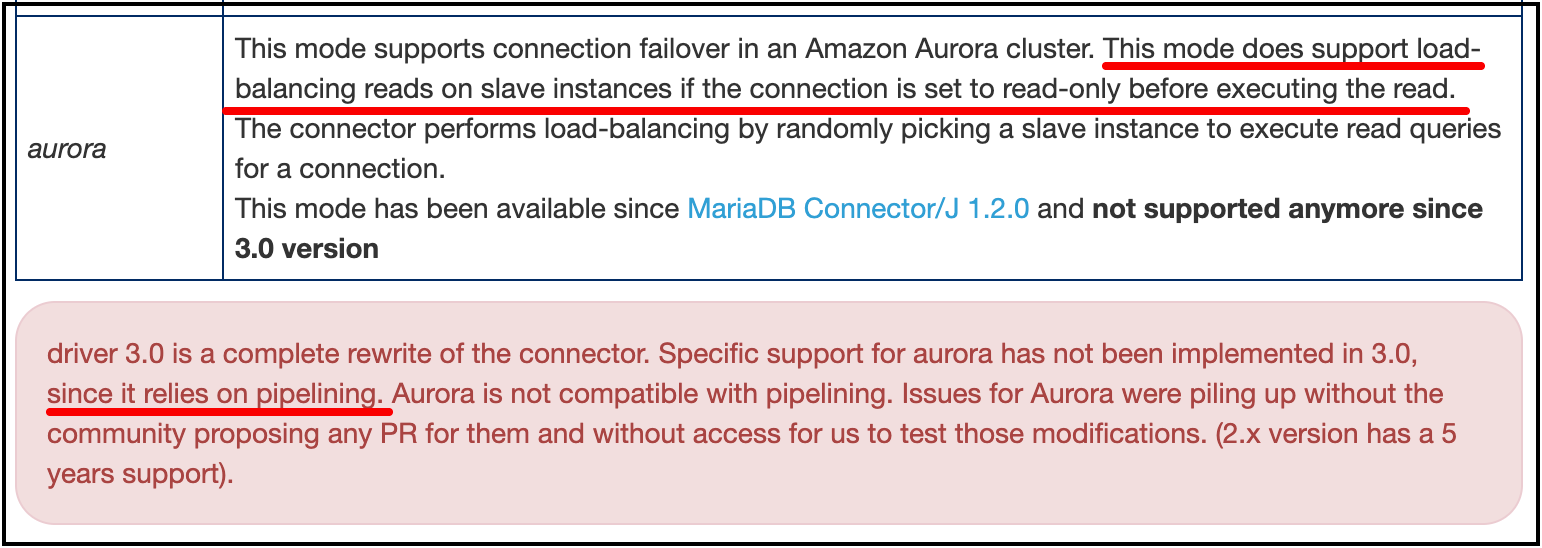 This mode supports connection failover in an Amazon Aurora cluster. This mode does support load-
balancing reads on slave instances if the connection is set to read-only before executing the read.
The connector performs load-balancing by randomly picking a slave instance to execute read queries
aurora
for a connection.
This mode has been available since MariaDB Connector/J 1.2.0 and not supported anymore since
3.0 version
driver 3.0 is a complete rewrite of the connector. Specific support for aurora has not been implemented in 3.0,
since it relies on pipelining. Aurora is not compatible with pipelining. Issues for Aurora were piling up without the
community proposing any PR for them and without access for us to test those modifications. (2.x version has a 5
years support).